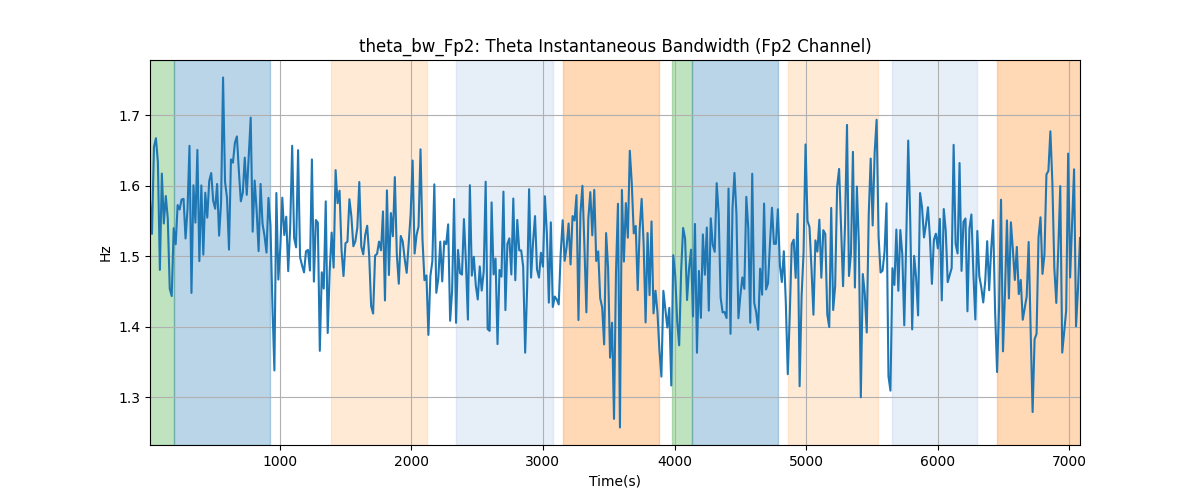 theta_bw_Fp2: Theta Instantaneous Bandwidth (Fp2 Channel)
Hz
1.7
1.6
1.5
1.4
1.3
1000 2000 3000 4000 5000 6000 7000
Time(s)